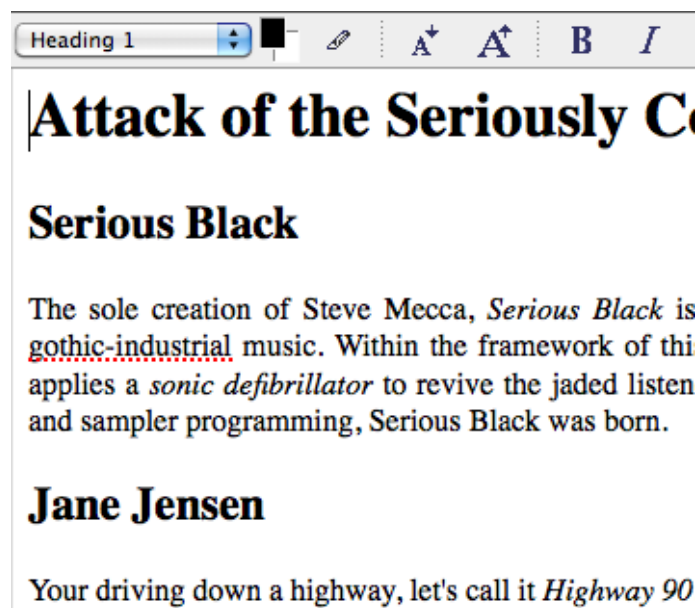 Heading 1
A A B I
Attack of the Seriously
Serious Black
The sole creation of Steve Mecca, Serious Black is
gothic-industrial music. Within the framework of this
applies a sonic defibrillator to revive the jaded listen
and sampler programming, Serious Black was born.
Jane Jensen
Your driving down a highway, let's call it Highway 90